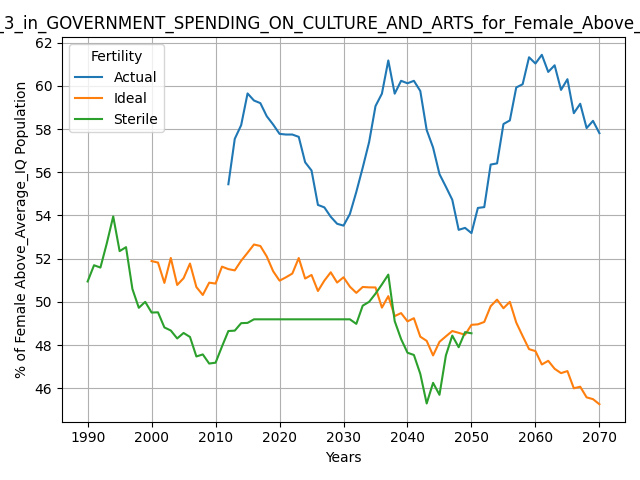 _3_in_GOVERNMENT_SPENDING_ON_CULTURE_AND_ARTS_for_Female_Above_
Fertility
Actual
Ideal
Sterile
% of Female Above_Average_IQ Population
62
60
58
56
54
52
50
48
46
1990
2000
2010
2020
2030
2040
2050
2060
2070
Years